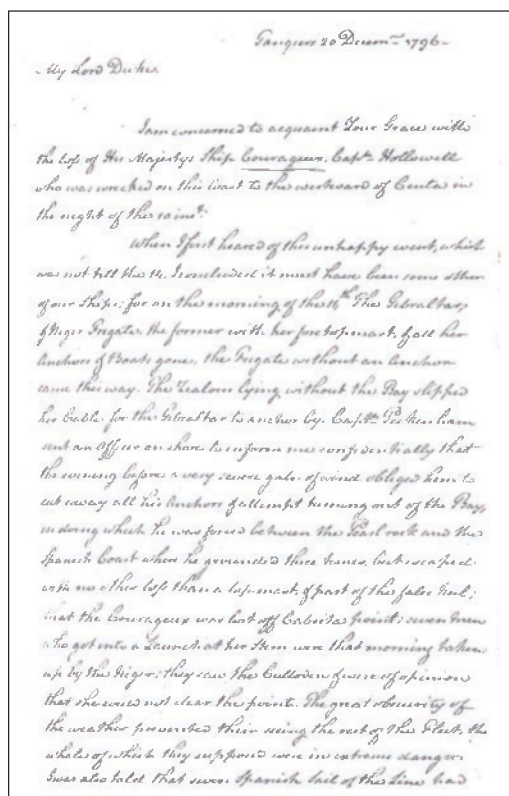 Tangiers 20 Decemr. 1796–
My Lord Duke,
I am concerned to acquaint Your Grace with
the loss of His Majestys Ship Courageux, Captn. Hollowell
who was wrecked on this Coast to the westward of Ceuta in
the night of the 10 inst.
When I first heard of this unhappy event, which
was not till the 14. I concluded it must have been some other
of our Ships; for on the morning of the 11th The Gibraltar,
& Niger Frigate, the former with her fore topmast, & all her
Anchors & Boats gone, the Frigate without an Anchor
came this way. The Zealous lying without the Bay slipped
her Cable for the Gibraltar to anchor by. Captn. Pakenham
sent an Officer on shore to inform me confidentially that
the evening before a very severe gale of wind obliged him to
cut away all his Anchors & attempt turning out of the Bay,
in doing which he was forced between the Pearl rock and the
Spanish Coast where he grounded three times, but escaped
with no other loss than a topmast & part of the false keel;
that the Courageux was lost off Cabrita point: seven men
who got into a Launch at her Stern were that morning taken
up by the Niger: they saw the Culloden & were of opinion
that she could not clear the point. The great obscurity of
the weather prevented their seeing the rest of the Fleet, the
whole of which they supposed were in extreme danger
I was also told that seven Spanish sail of the Line had